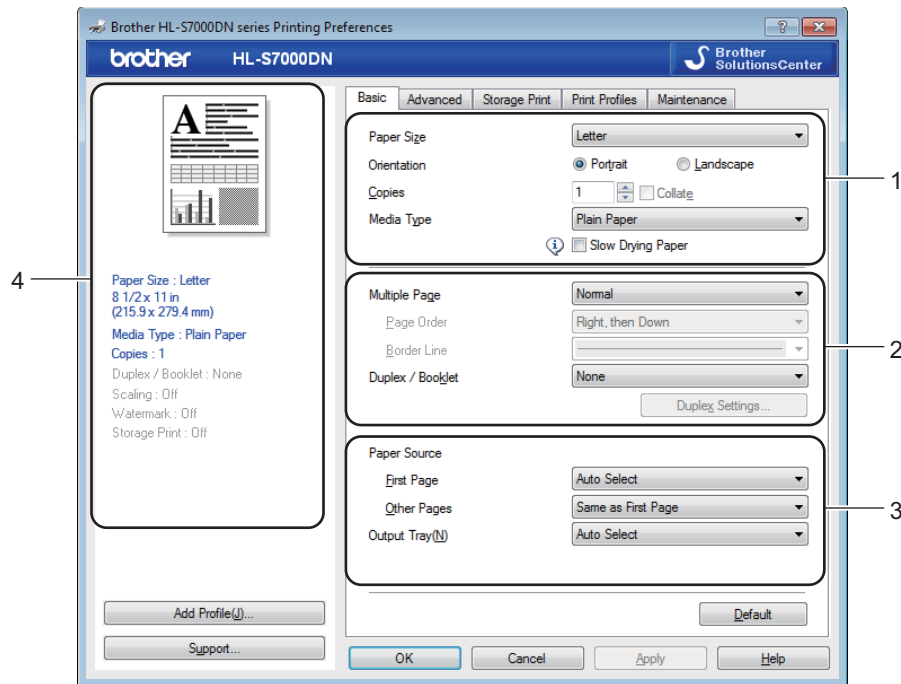 Brother HL-S7000DN series Printing Preferences
brother HL-S7000DN
Brother
SolutionsCenter
A
Paper Size : Letter
8 1/2 x 11 in
(215.9 x 279.4 mm)
Media Type : Plain Paper
Copies : 1
Duplex / Booklet : None
Scaling : Off
Watermark : Off
Storage Print : Off
Add Profile(J)...
Support...
Basic Advanced Storage Print Print Profiles Maintenance
Paper Size Letter
Orientation Portrait Landscape
Copies 1 Collate
Media Type Plain Paper
Slow Drying Paper
Multiple Page Normal
Page Order Right, then Down
Border Line
Duplex / Booklet None
Duplex Settings...
Paper Source
First Page Auto Select
Other Pages Same as First Page
Output Tray(N) Auto Select
Default
OK Cancel Apply Help
1
2
3
4